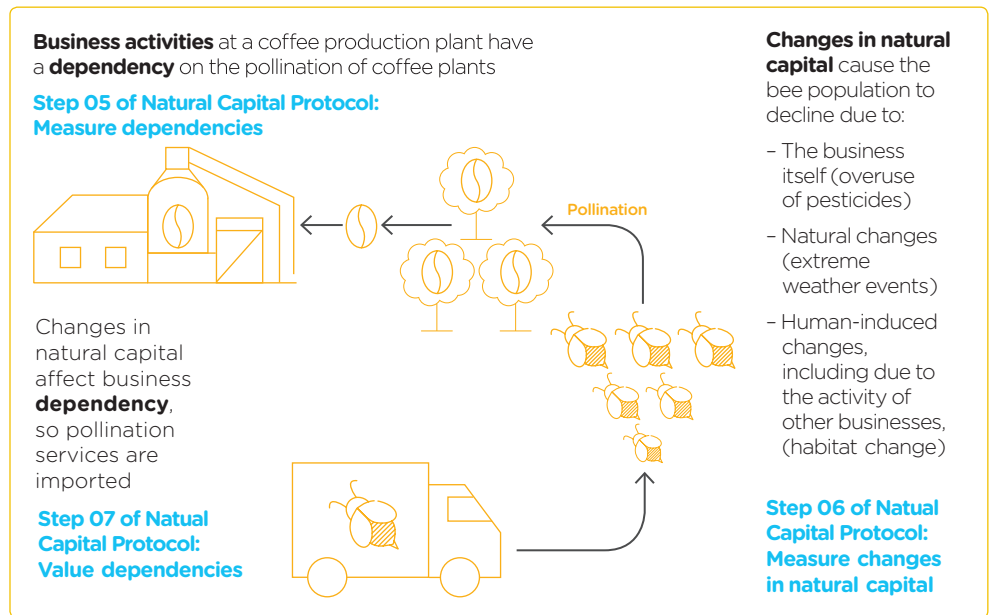 Business activities at a coffee production plant have
a dependency on the pollination of coffee plants
Step 05 of Natural Capital Protocol:
Measure dependencies
Pollination
Changes in
natural capital
affect business
dependency,
so pollination
services are
imported
Step 07 of Natual
Capital Protocol:
Value dependencies
Changes in natural
capital cause the
bee population to
decline due to:
– The business
itself (overuse
of pesticides)
– Natural changes
(extreme
weather events)
– Human-induced
changes,
including due to
the activity of
other businesses,
(habitat change)
Step 06 of Natual
Capital Protocol:
Measure changes
in natural capital